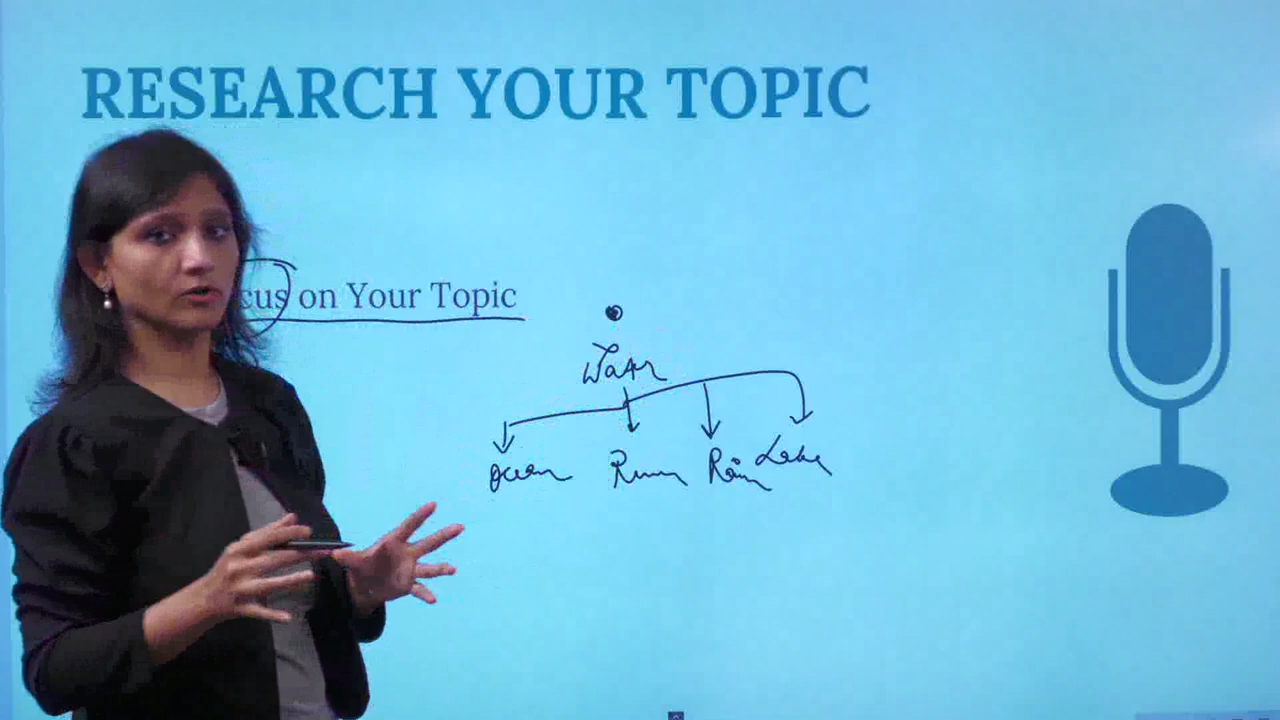 RESEARCH YOUR TOPIC
cus on Your Topic
Water
Ocean River Rain Lake